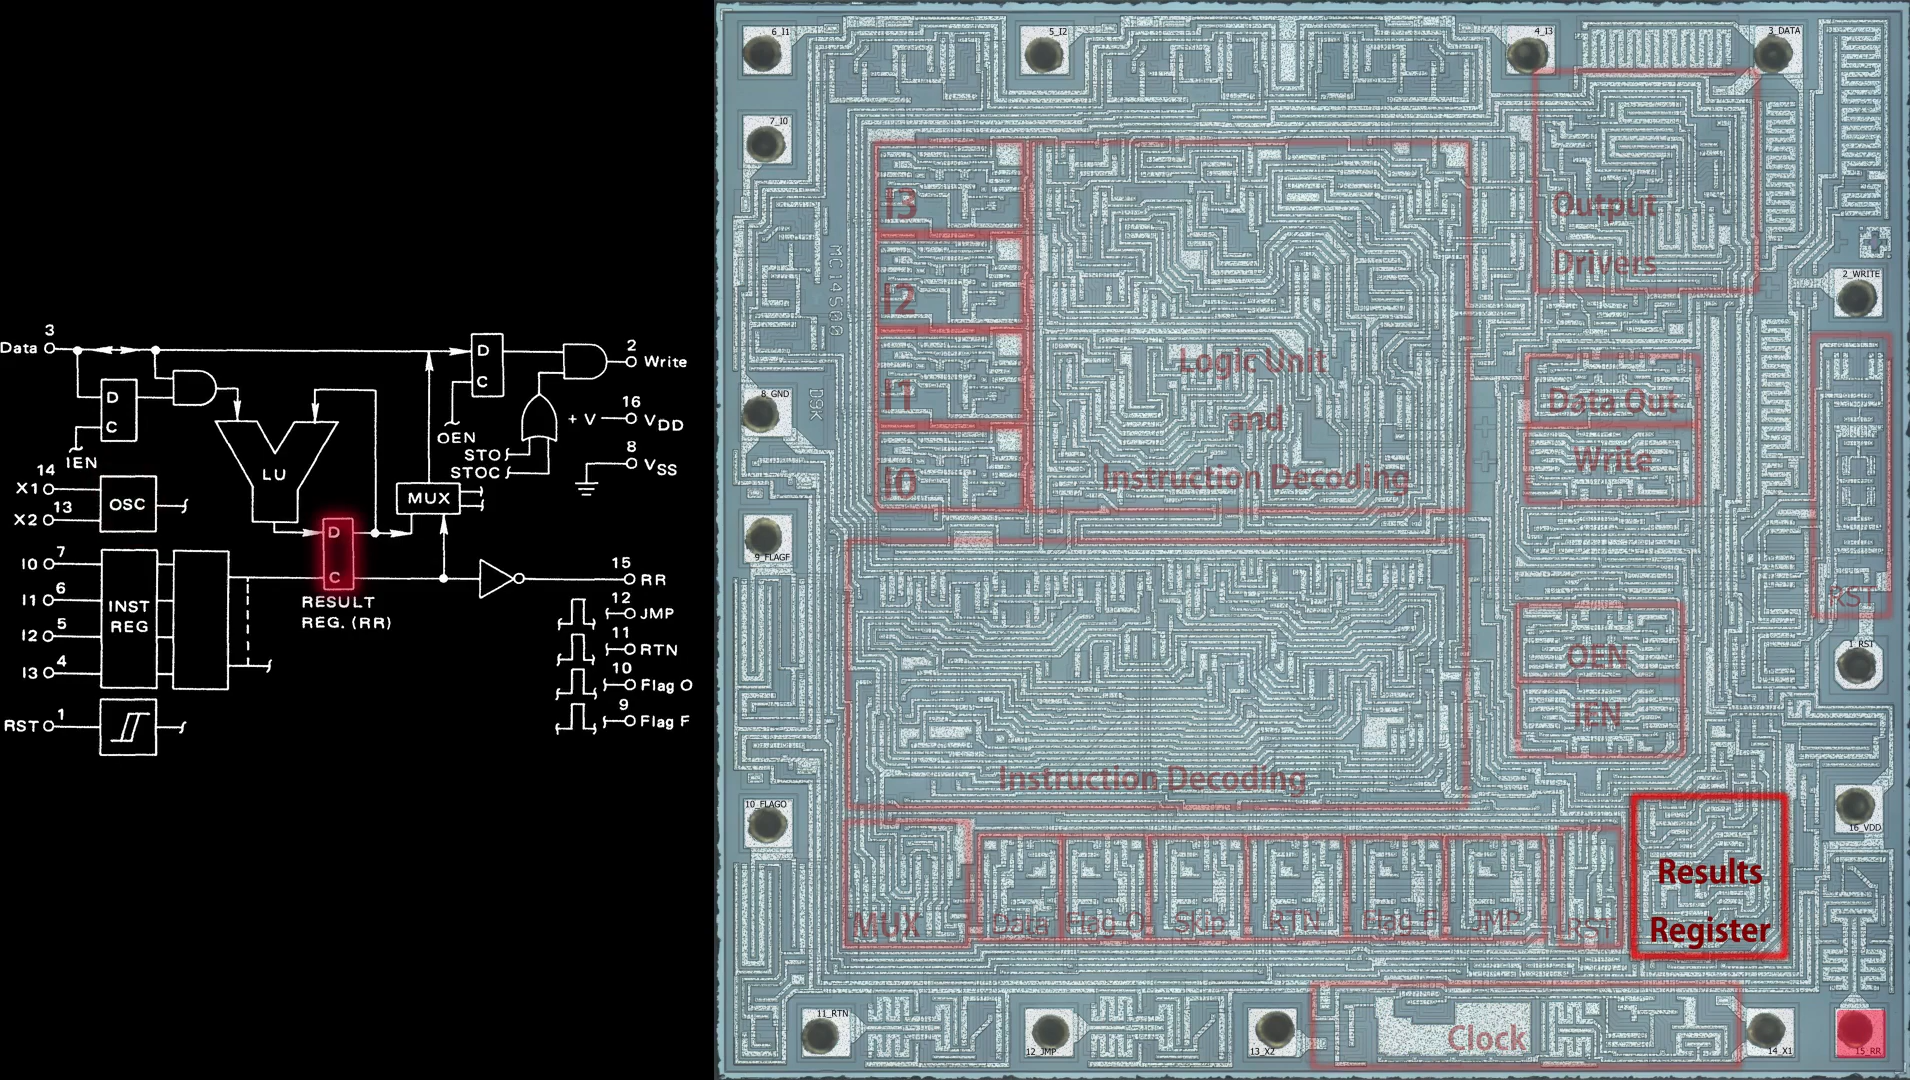 3
Data
D
C
IEN
D
C
OEN
STO
STOC
2
Write
16
+ V
VDD
8
VSS
14
X1
13
X2
OSC
LU
MUX
D
C
RESULT
REG. (RR)
7
I0
6
I1
5
I2
4
I3
INST
REG
1
RST
15
RR
12
JMP
11
RTN
10
Flag O
9
Flag F
6_I1
5_I2
4_I3
3_DATA
7_I0
2_WRITE
8_GND
9_FLAGF
1_RST
10_FLAGO
16_VDD
11_RTN
12_JMP
13_X2
14_X1
15_RR
MC14500
D9K
I3
I2
I1
I0
Logic Unit
and
Instruction Decoding
Output
Drivers
Data Out
Write
RST
OEN
IEN
Instruction Decoding
MUX
Data
Flag O
Skip
RTN
Flag F
JMP
RST
Results
Register
Clock